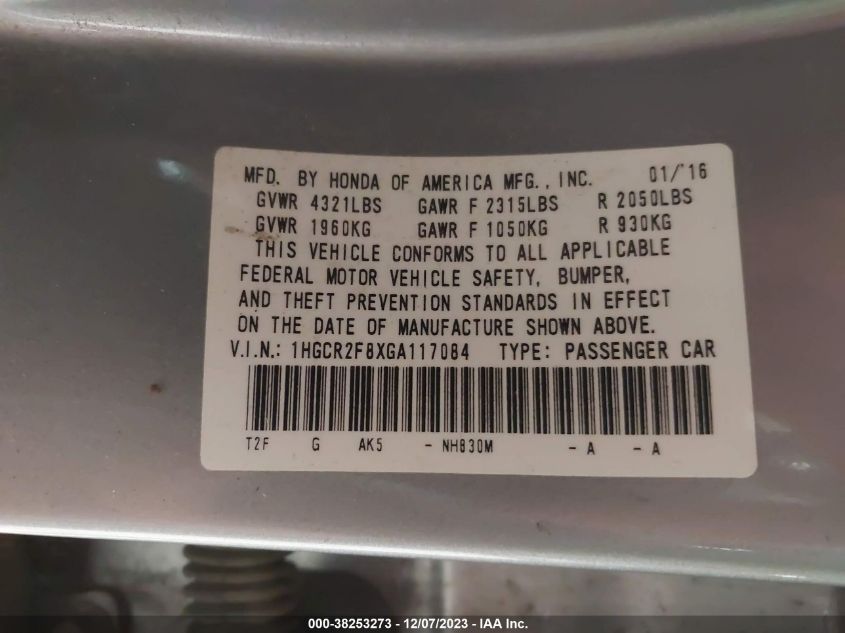 MFD. BY HONDA OF AMERICA MFG., INC. 01/'16
GVWR 4321LBS GAWR F 2315LBS R 2050LBS
GVWR 1960KG GAWR F 1050KG R 930KG
THIS VEHICLE CONFORMS TO ALL APPLICABLE
FEDERAL MOTOR VEHICLE SAFETY, BUMPER,
AND THEFT PREVENTION STANDARDS IN EFFECT
ON THE DATE OF MANUFACTURE SHOWN ABOVE.
V.I.N.: 1HGCR2F8XGA117084 TYPE: PASSENGER CAR
T2F G AK5 - NH830M - A - A
000-38253273 - 12/07/2023 - IAA Inc.